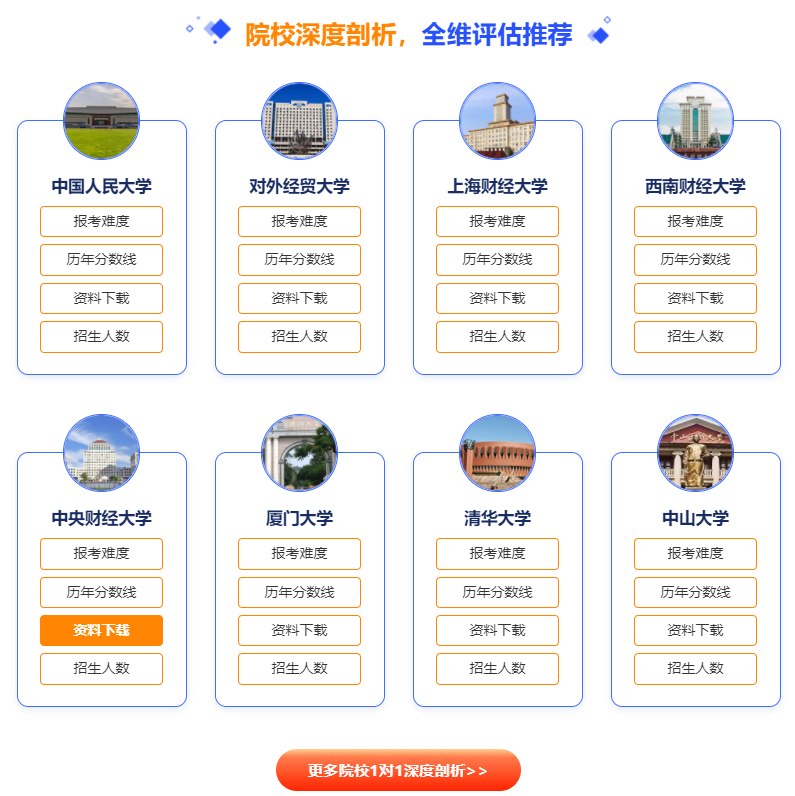 院校深度剖析，全维评估推荐
中国人民大学
报考难度
历年分数线
资料下载
招生人数
对外经贸大学
报考难度
历年分数线
资料下载
招生人数
上海财经大学
报考难度
历年分数线
资料下载
招生人数
西南财经大学
报考难度
历年分数线
资料下载
招生人数
中央财经大学
报考难度
历年分数线
资料下载
招生人数
厦门大学
报考难度
历年分数线
资料下载
招生人数
清华大学
报考难度
历年分数线
资料下载
招生人数
中山大学
报考难度
历年分数线
资料下载
招生人数
更多院校1对1深度剖析>>